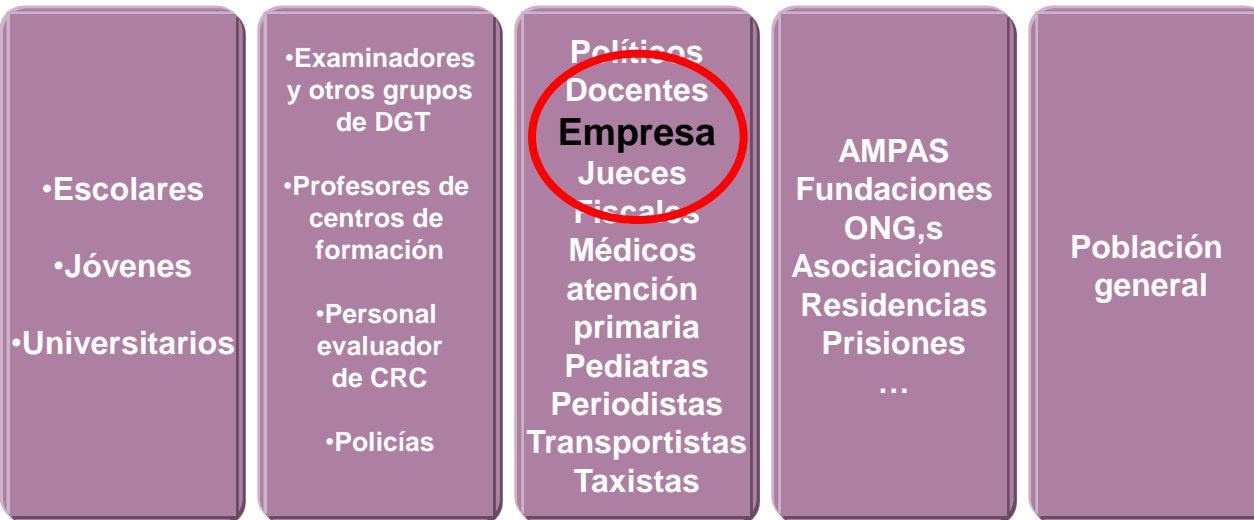 •Escolares
•Jóvenes
•Universitarios
•Examinadores
y otros grupos
de DGT
•Profesores de
centros de
formación
•Personal
evaluador
de CRC
•Policías
Políticos
Docentes
Empresa
Jueces
Fiscales
Médicos
atención
primaria
Pediatras
Periodistas
Transportistas
Taxistas
AMPAS
Fundaciones
ONG,s
Asociaciones
Residencias
Prisiones
…
Población
general